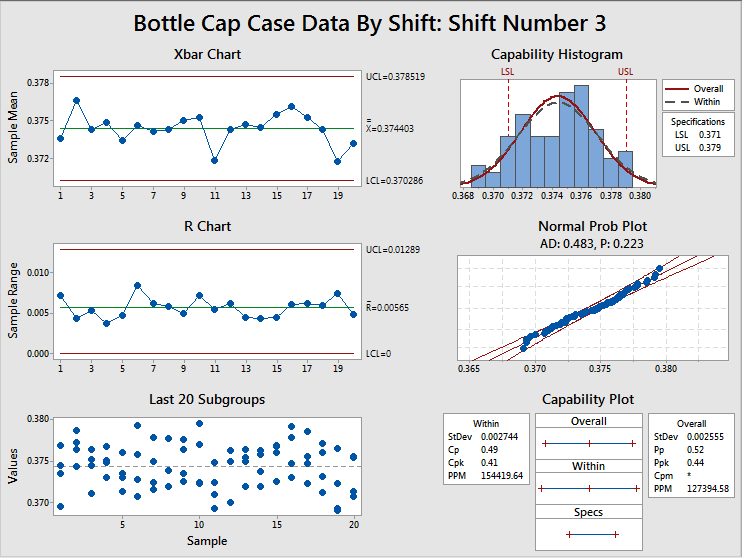 Bottle Cap Case Data By Shift: Shift Number 3
Xbar Chart
Sample Mean
0.378
0.375
0.372
1 3 5 7 9 11 13 15 17 19
UCL=0.378519
X=0.374403
LCL=0.370286
Capability Histogram
LSL USL
0.368 0.370 0.372 0.374 0.376 0.378 0.380
Overall
Within
Specifications
LSL 0.371
USL 0.379
R Chart
Sample Range
0.010
0.005
0.000
1 3 5 7 9 11 13 15 17 19
UCL=0.01289
R=0.00565
LCL=0
Normal Prob Plot
AD: 0.483, P: 0.223
0.365 0.370 0.375 0.380
Last 20 Subgroups
Values
0.380
0.375
0.370
5 10 15 20
Sample
Capability Plot
Within
StDev 0.002744
Cp 0.49
Cpk 0.41
PPM 154419.64
Overall
Within
Specs
Overall
StDev 0.002555
Pp 0.52
Ppk 0.44
Cpm *
PPM 127394.58